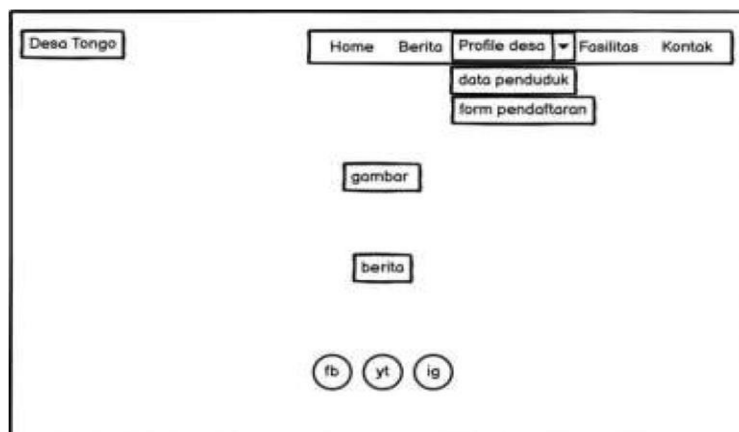 Desa Tongo
Home Berita Profile desa Fasilitas Kontak
data penduduk
form pendaftaran
gambar
berita
fb yt ig